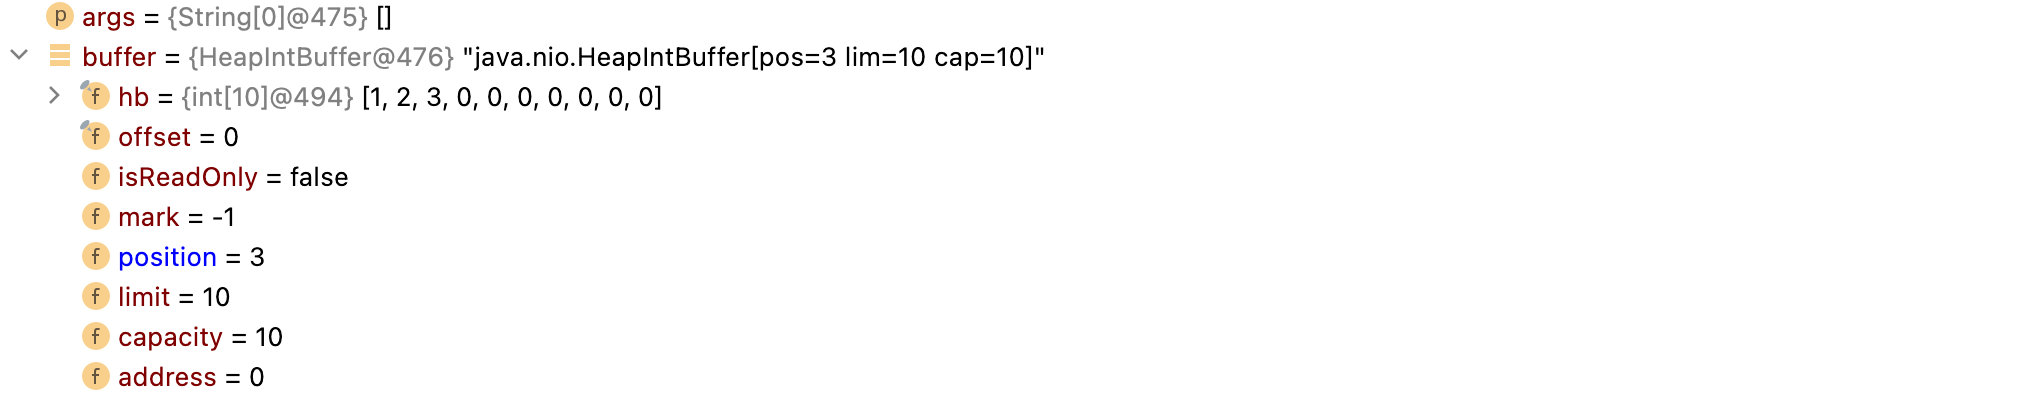 p args = {String[0]@475} []
buffer = {HeapIntBuffer@476} "java.nio.HeapIntBuffer[pos=3 lim=10 cap=10]"
f hb = {int[10]@494} [1, 2, 3, 0, 0, 0, 0, 0, 0, 0]
f offset = 0
f isReadOnly = false
f mark = -1
f position = 3
f limit = 10
f capacity = 10
f address = 0